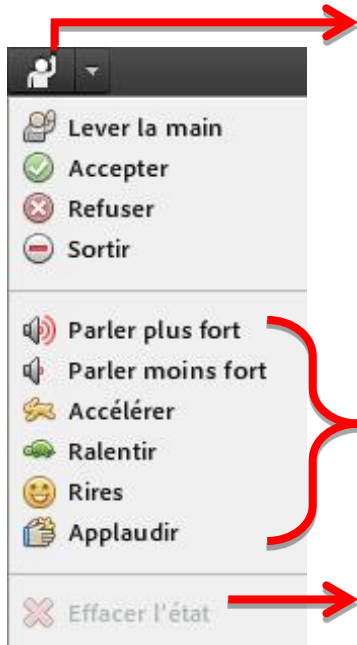 Lever la main
Accepter
Refuser
Sortir
Parler plus fort
Parler moins fort
Accélérer
Ralentir
Rires
Applaudir
Effacer l'état